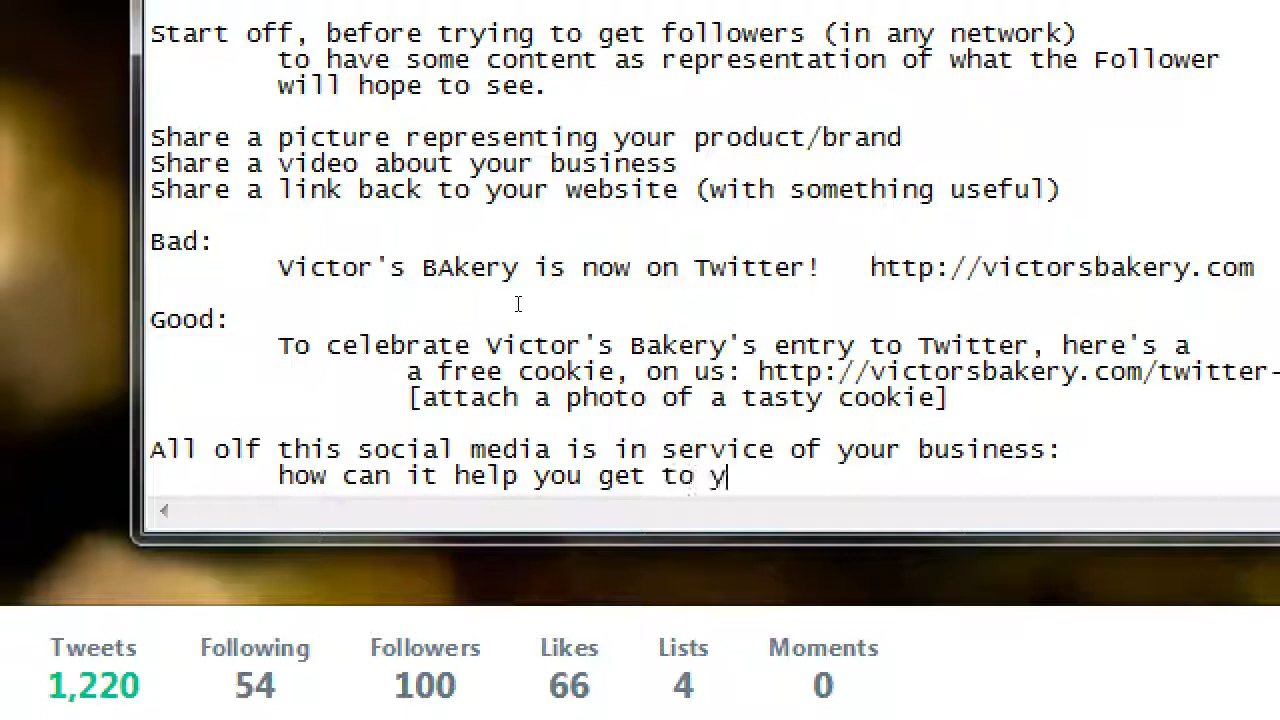 Start off, before trying to get followers (in any network)
to have some content as representation of what the Follower
will hope to see.
Share a picture representing your product/brand
Share a video about your business
Share a link back to your website (with something useful)
Bad:
Victor's BAkery is now on Twitter! http://victorsbakery.com
Good:
To celebrate Victor's Bakery's entry to Twitter, here's a
a free cookie, on us: http://victorsbakery.com/twitter-
[attach a photo of a tasty cookie]
All olf this social media is in service of your business:
how can it help you get to y
Tweets Following Followers Likes Lists Moments
1,220 54 100 66 4 0